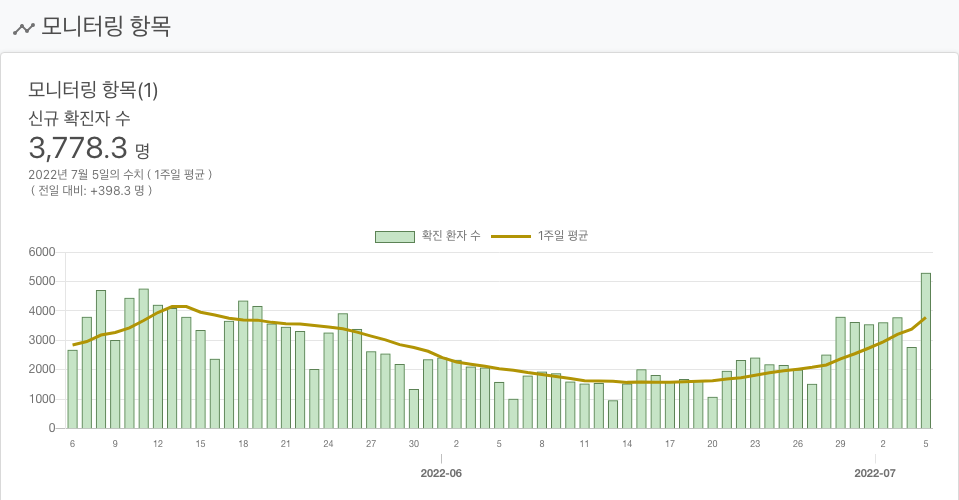 모니터링 항목
모니터링 항목(1)
신규 확진자 수
3,778.3 명
2022년 7월 5일의 수치 ( 1주일 평균 )
( 전일 대비: +398.3 명 )
확진 환자 수 1주일 평균
6000
5000
4000
3000
2000
1000
0
6 9 12 15 18 21 24 27 30 2 5 8 11 14 17 20 23 26 29 2 5
2022-06 2022-07